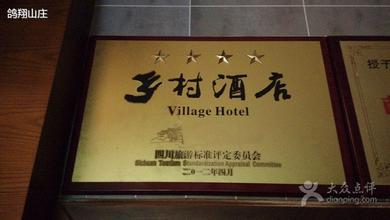 鸽翔山庄
授于
乡村酒店
Village Hotel
四川旅游标准评定委员会
Sichuan Tourism Standardization Appraisal Committee
二〇一二年四月
大众点评
dianping.com